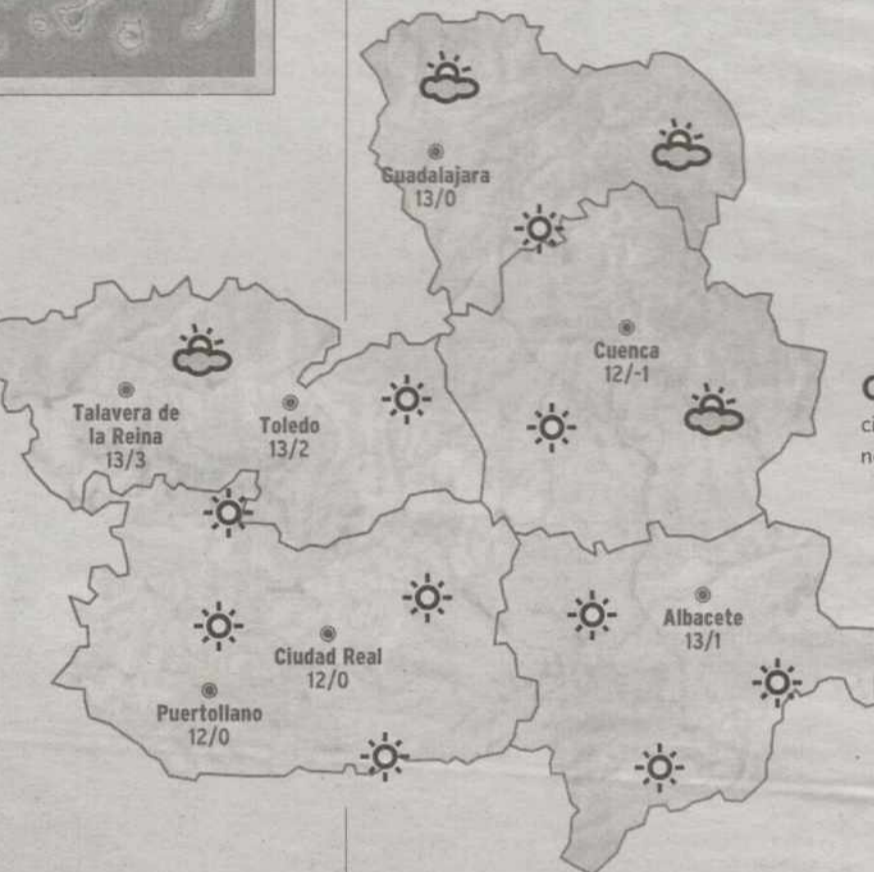 Guadalajara
13/0
Cuenca
12/-1
Talavera de
la Reina
13/3
Toledo
13/2
Albacete
13/1
Ciudad Real
12/0
Puertollano
12/0